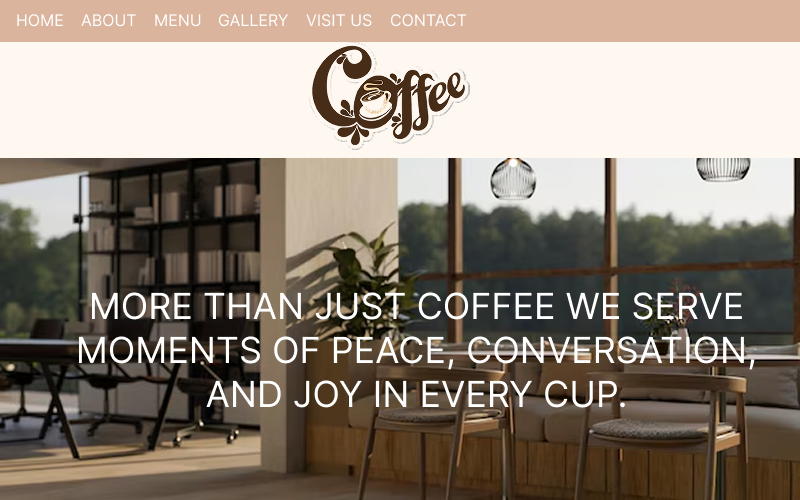 HOME ABOUT MENU GALLERY VISIT US CONTACT
Coffee
MORE THAN JUST COFFEE WE SERVE
MOMENTS OF PEACE, CONVERSATION,
AND JOY IN EVERY CUP.